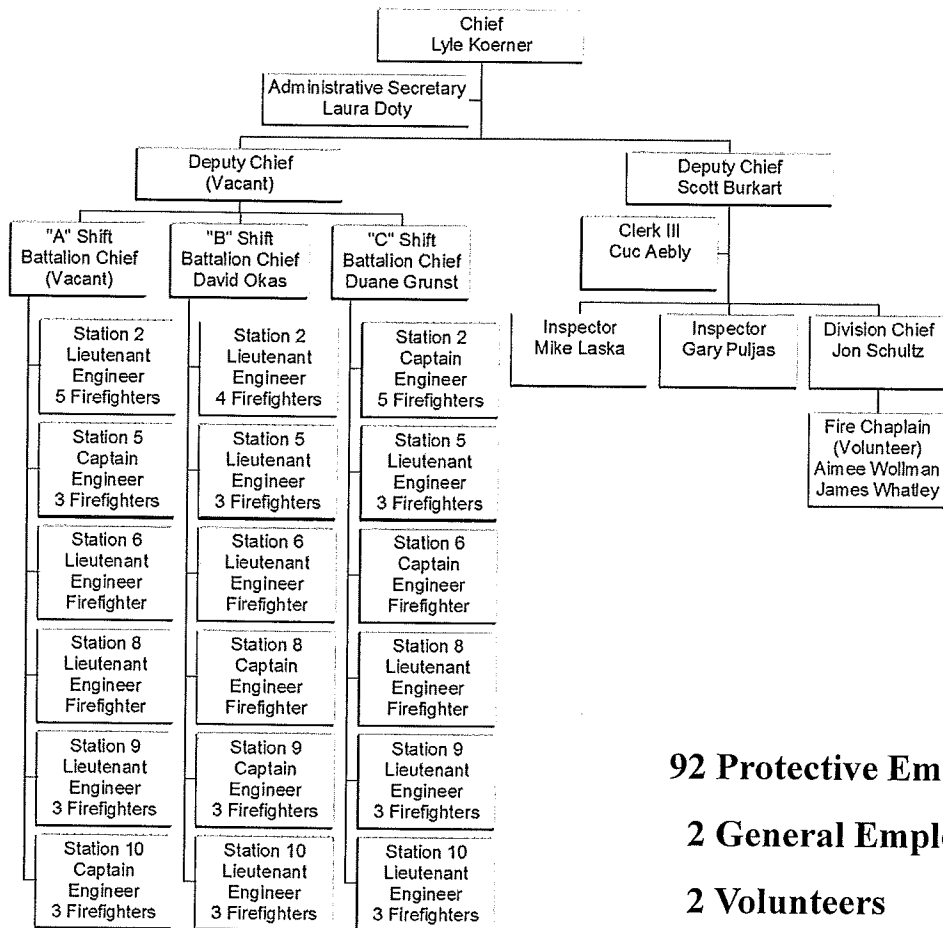 Chief
Lyle Koerner
Administrative Secretary
Laura Doty
Deputy Chief
(Vacant)
Deputy Chief
Scott Burkart
Clerk III
Cuc Aebly
"A" Shift
Battalion Chief
(Vacant)
"B" Shift
Battalion Chief
David Okas
"C" Shift
Battalion Chief
Duane Grunst
Inspector
Mike Laska
Inspector
Gary Puljas
Division Chief
Jon Schultz
Fire Chaplain
(Volunteer)
Aimee Wollman
James Whatley
Station 2
Lieutenant
Engineer
5 Firefighters
Station 5
Captain
Engineer
3 Firefighters
Station 6
Lieutenant
Engineer
Firefighter
Station 8
Lieutenant
Engineer
Firefighter
Station 9
Lieutenant
Engineer
3 Firefighters
Station 10
Captain
Engineer
3 Firefighters
Station 2
Lieutenant
Engineer
4 Firefighters
Station 5
Lieutenant
Engineer
3 Firefighters
Station 6
Lieutenant
Engineer
Firefighter
Station 8
Captain
Engineer
Firefighter
Station 9
Captain
Engineer
3 Firefighters
Station 10
Lieutenant
Engineer
3 Firefighters
Station 2
Captain
Engineer
5 Firefighters
Station 5
Lieutenant
Engineer
3 Firefighters
Station 6
Captain
Engineer
Firefighter
Station 8
Lieutenant
Engineer
Firefighter
Station 9
Lieutenant
Engineer
3 Firefighters
Station 10
Lieutenant
Engineer
3 Firefighters
92 Protective Em
2 General Empl
2 Volunteers